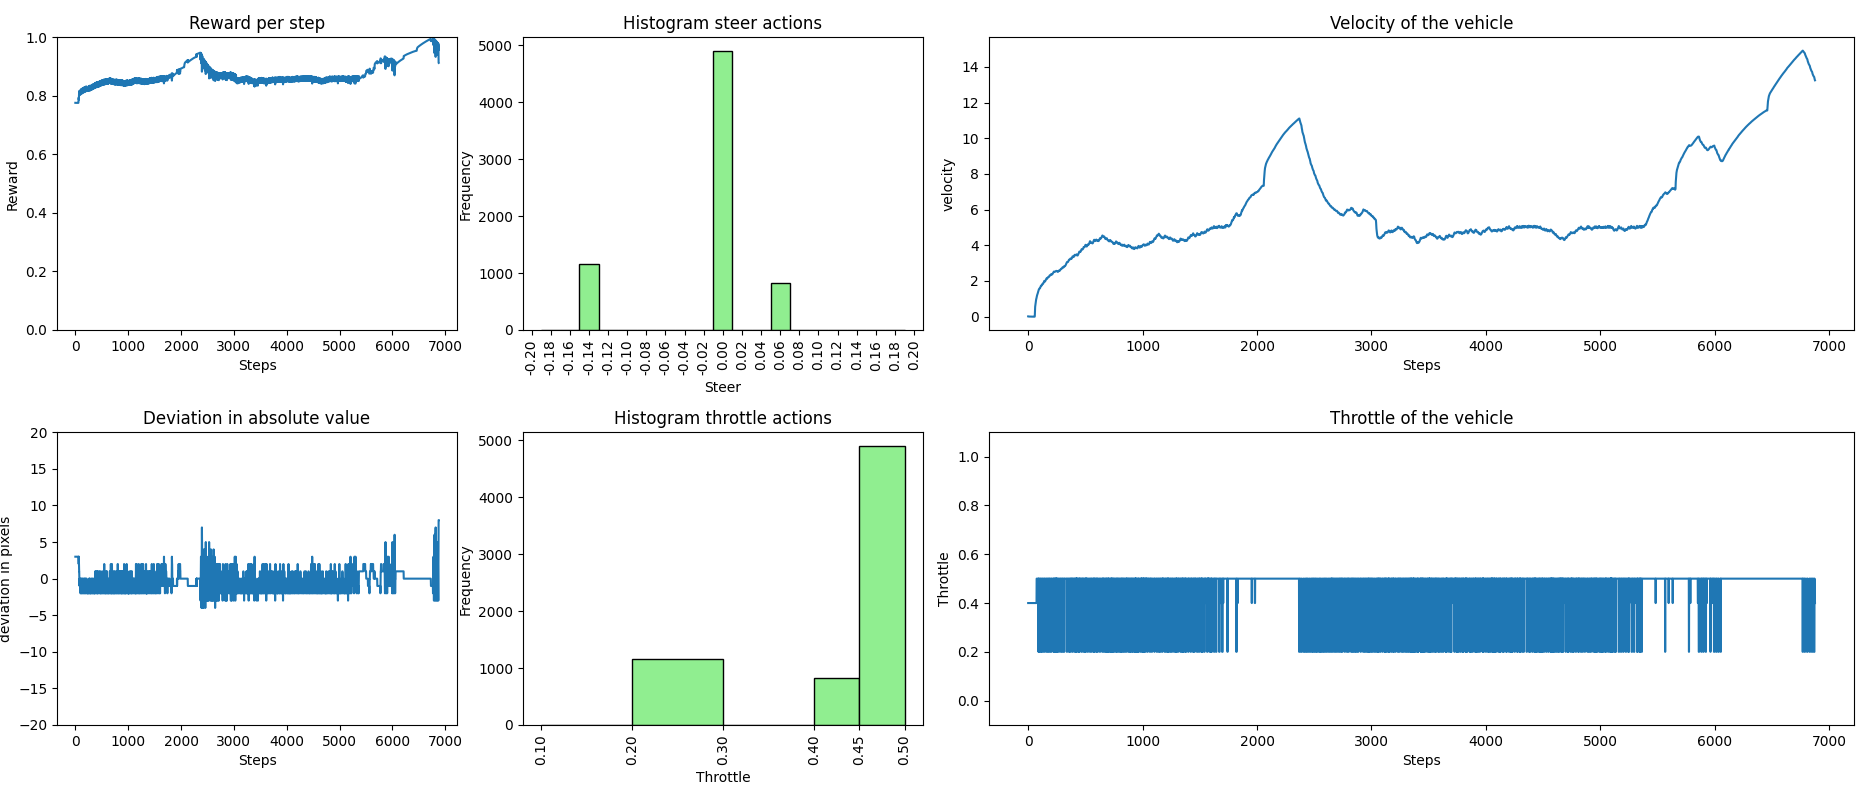 Reward per step
1.0
0.8
0.6
0.4
0.2
0.0
Reward
0 1000 2000 3000 4000 5000 6000 7000
Steps
Histogram steer actions
5000
4000
3000
2000
1000
0
Frequency
-0.20 -0.18 -0.16 -0.14 -0.12 -0.10 -0.08 -0.06 -0.04 -0.02 0.00 0.02 0.04 0.06 0.08 0.10 0.12 0.14 0.16 0.18 0.20
Steer
Velocity of the vehicle
14
12
10
8
6
4
2
0
velocity
0 1000 2000 3000 4000 5000 6000 7000
Steps
Deviation in absolute value
20
15
10
5
0
−5
−10
−15
−20
deviation in pixels
0 1000 2000 3000 4000 5000 6000 7000
Steps
Histogram throttle actions
5000
4000
3000
2000
1000
0
Frequency
0.10 0.20 0.30 0.40 0.45 0.50
Throttle
Throttle of the vehicle
1.0
0.8
0.6
0.4
0.2
0.0
Throttle
0 1000 2000 3000 4000 5000 6000 7000
Steps